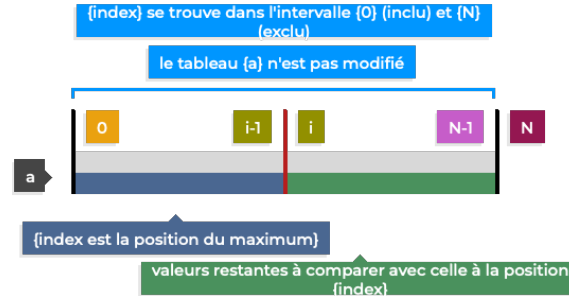 {index} se trouve dans l'intervalle {0} (inclu) et {N}
(exclu)
le tableau {a} n'est pas modifié
0 i-1 i N-1 N
a
{index est la position du maximum}
valeurs restantes à comparer avec celle à la position
{index}